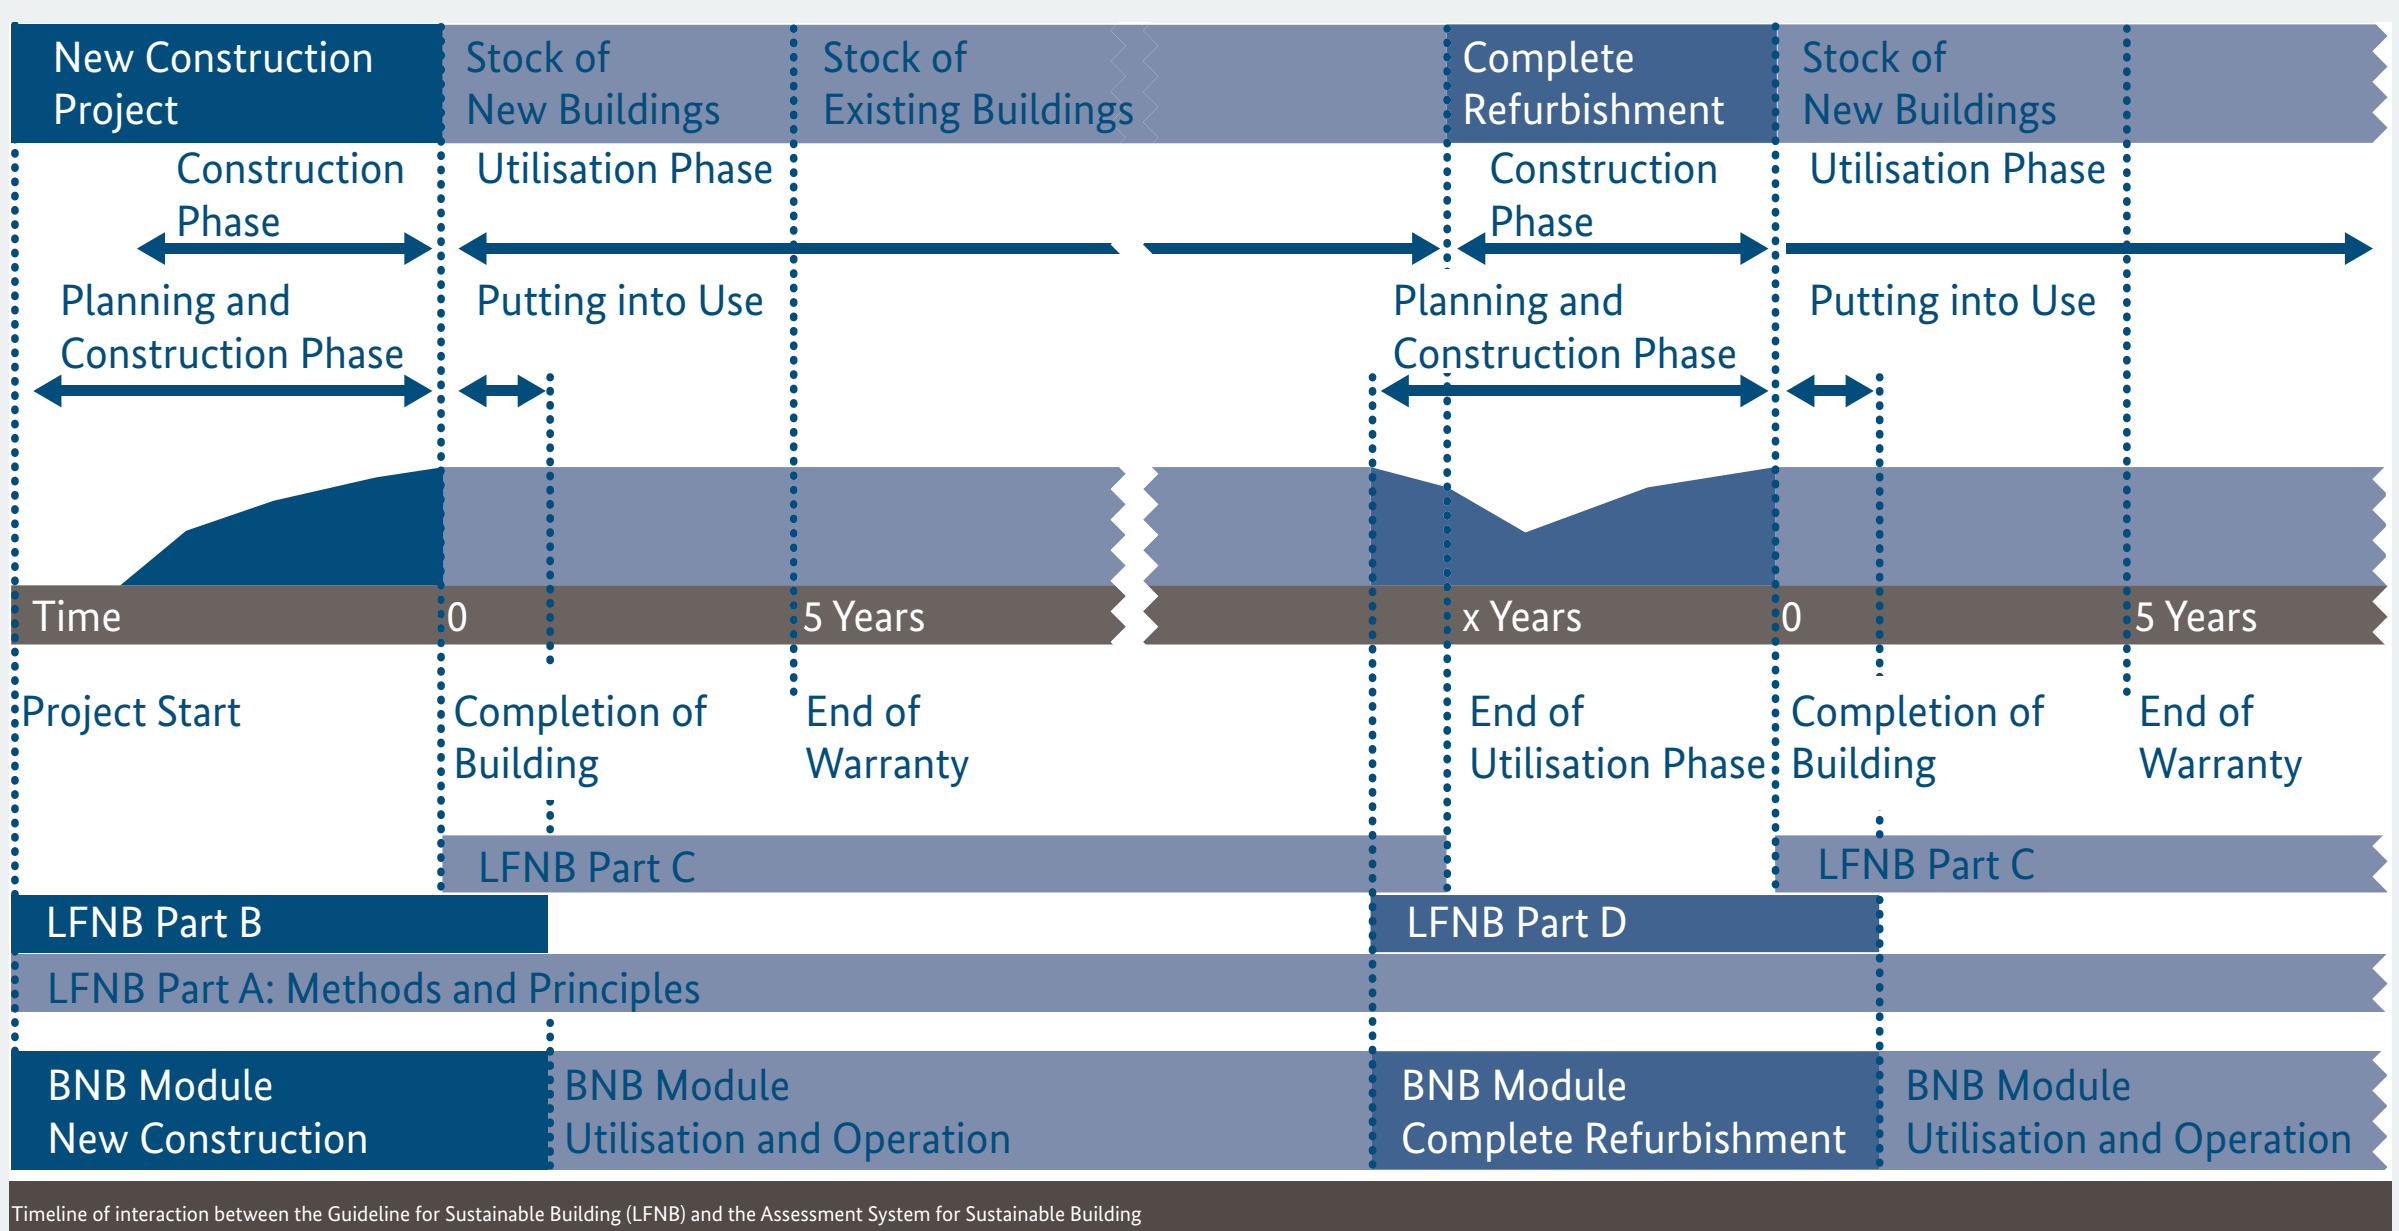 New Construction
Project
Stock of
New Buildings
Stock of
Existing Buildings
Complete
Refurbishment
Stock of
New Buildings
Construction
Phase
Utilisation Phase
Construction
Phase
Utilisation Phase
Planning and
Construction Phase
Putting into Use
Planning and
Construction Phase
Putting into Use
Time
0
5 Years
x Years
0
5 Years
Project Start
Completion of
Building
End of
Warranty
End of
Utilisation Phase
Completion of
Building
End of
Warranty
LFNB Part C
LFNB Part C
LFNB Part B
LFNB Part D
LFNB Part A: Methods and Principles
BNB Module
New Construction
BNB Module
Utilisation and Operation
BNB Module
Complete Refurbishment
BNB Module
Utilisation and Operation
Timeline of interaction between the Guideline for Sustainable Building (LFNB) and the Assessment System for Sustainable Building